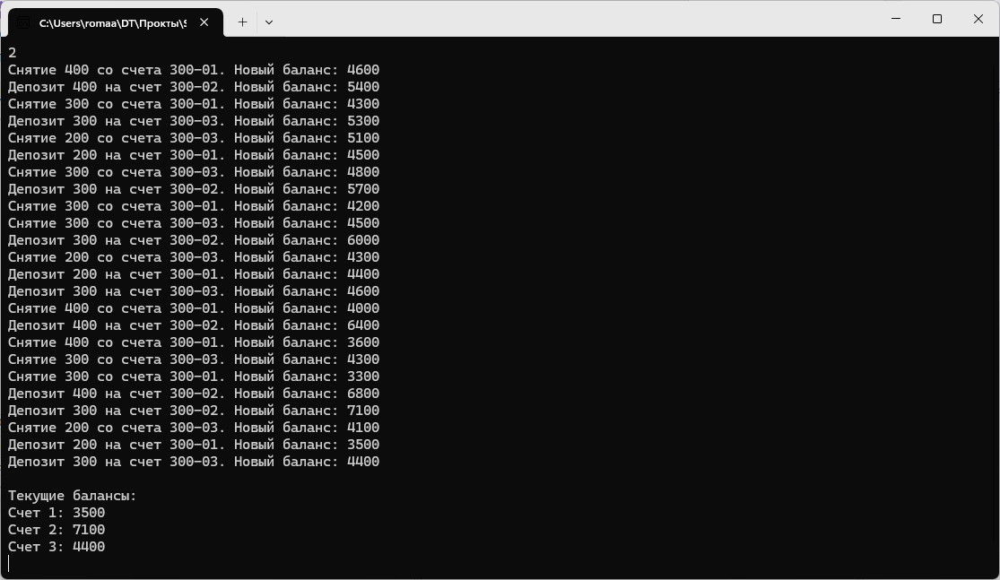 C:\Users\romaa\DT\Прокты\S
2
Снятие 400 со счета 300-01. Новый баланс: 4600
Депозит 400 на счет 300-02. Новый баланс: 5400
Снятие 300 со счета 300-01. Новый баланс: 4300
Депозит 300 на счет 300-03. Новый баланс: 5300
Снятие 200 со счета 300-03. Новый баланс: 5100
Депозит 200 на счет 300-01. Новый баланс: 4500
Снятие 300 со счета 300-03. Новый баланс: 4800
Депозит 300 на счет 300-02. Новый баланс: 5700
Снятие 300 со счета 300-01. Новый баланс: 4200
Снятие 300 со счета 300-03. Новый баланс: 4500
Депозит 300 на счет 300-02. Новый баланс: 6000
Снятие 200 со счета 300-03. Новый баланс: 4300
Депозит 200 на счет 300-01. Новый баланс: 4400
Депозит 300 на счет 300-03. Новый баланс: 4600
Снятие 400 со счета 300-01. Новый баланс: 4000
Депозит 400 на счет 300-02. Новый баланс: 6400
Снятие 400 со счета 300-01. Новый баланс: 3600
Снятие 300 со счета 300-03. Новый баланс: 4300
Снятие 300 со счета 300-01. Новый баланс: 3300
Депозит 400 на счет 300-02. Новый баланс: 6800
Депозит 300 на счет 300-02. Новый баланс: 7100
Снятие 200 со счета 300-03. Новый баланс: 4100
Депозит 200 на счет 300-01. Новый баланс: 3500
Депозит 300 на счет 300-03. Новый баланс: 4400
Текущие балансы:
Счет 1: 3500
Счет 2: 7100
Счет 3: 4400